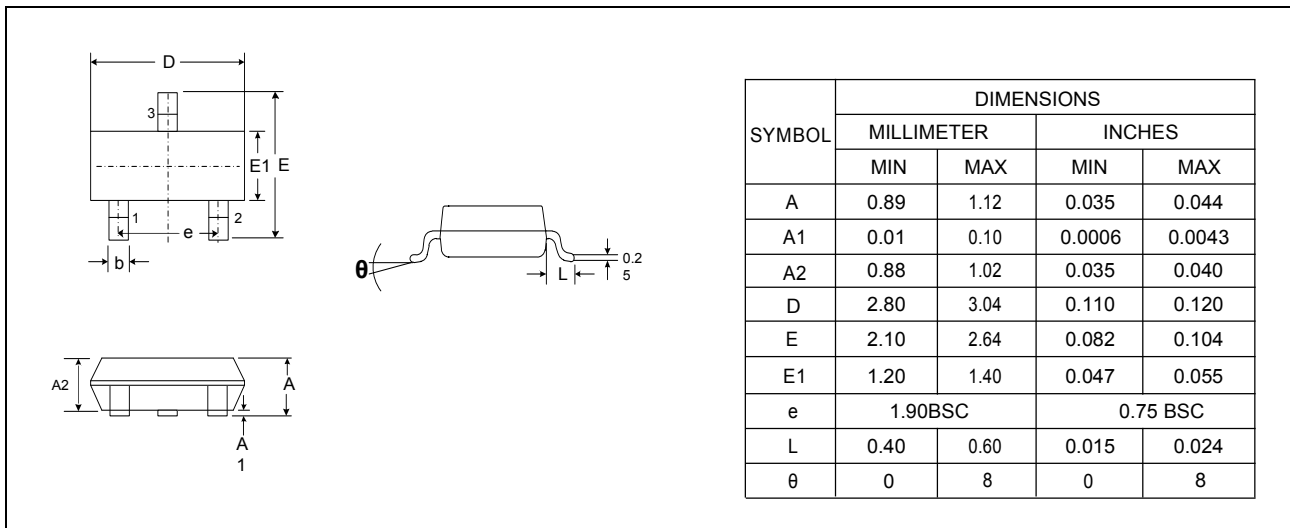 D
3
E1
E
1
2
e
b
θ
L
0.2
5
A2
A
A
1
DIMENSIONS
SYMBOL
MILLIMETER INCHES
MIN MAX MIN MAX
A 0.89 1.12 0.035 0.044
A1 0.01 0.10 0.0006 0.0043
A2 0.88 1.02 0.035 0.040
D 2.80 3.04 0.110 0.120
E 2.10 2.64 0.082 0.104
E1 1.20 1.40 0.047 0.055
e 1.90BSC 0.75 BSC
L 0.40 0.60 0.015 0.024
θ 0 8 0 8